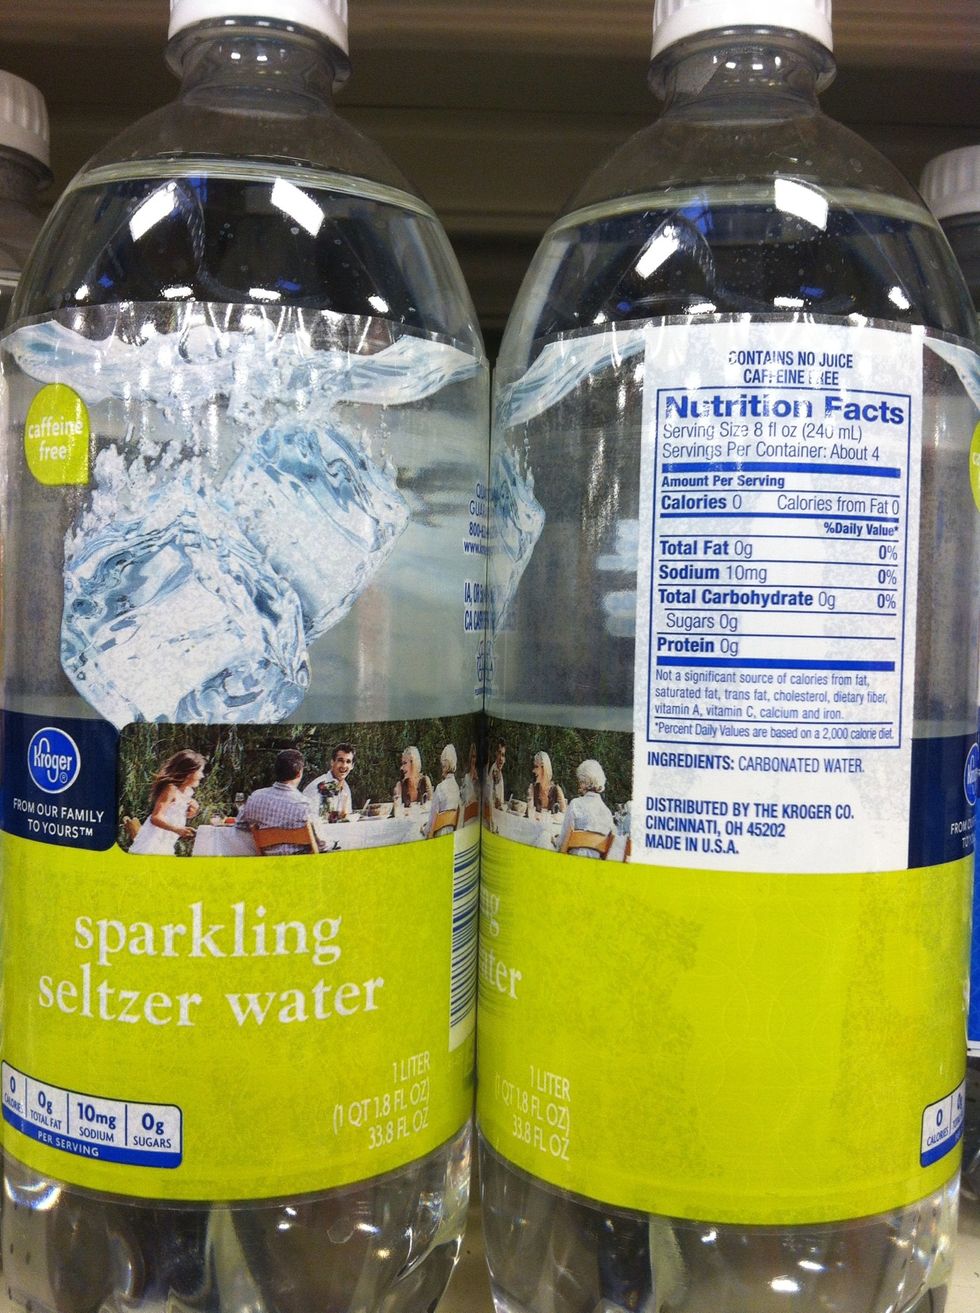 caffeine
free
Kroger
FROM OUR FAMILY
TO YOURS™
sparkling
seltzer water
1 LITER
(1 QT 1.8 FL OZ)
33.8 FL OZ
0
CALORIES
0g
TOTAL FAT
10mg
SODIUM
0g
SUGARS
PER SERVING
CONTAINS NO JUICE
CAFFEINE FREE
Nutrition Facts
Serving Size 8 fl oz (240 mL)
Servings Per Container: About 4
Amount Per Serving
Calories 0 Calories from Fat 0
%Daily Value*
Total Fat 0g 0%
Sodium 10mg 0%
Total Carbohydrate 0g 0%
Sugars 0g
Protein 0g
Not a significant source of calories from fat,
saturated fat, trans fat, cholesterol, dietary fiber,
vitamin A, vitamin C, calcium and iron.
*Percent Daily Values are based on a 2,000 calorie diet.
INGREDIENTS: CARBONATED WATER.
DISTRIBUTED BY THE KROGER CO.
CINCINNATI, OH 45202
MADE IN U.S.A.
1 LITER
(1 QT 1.8 FL OZ)
33.8 FL OZ
0
CALORIES